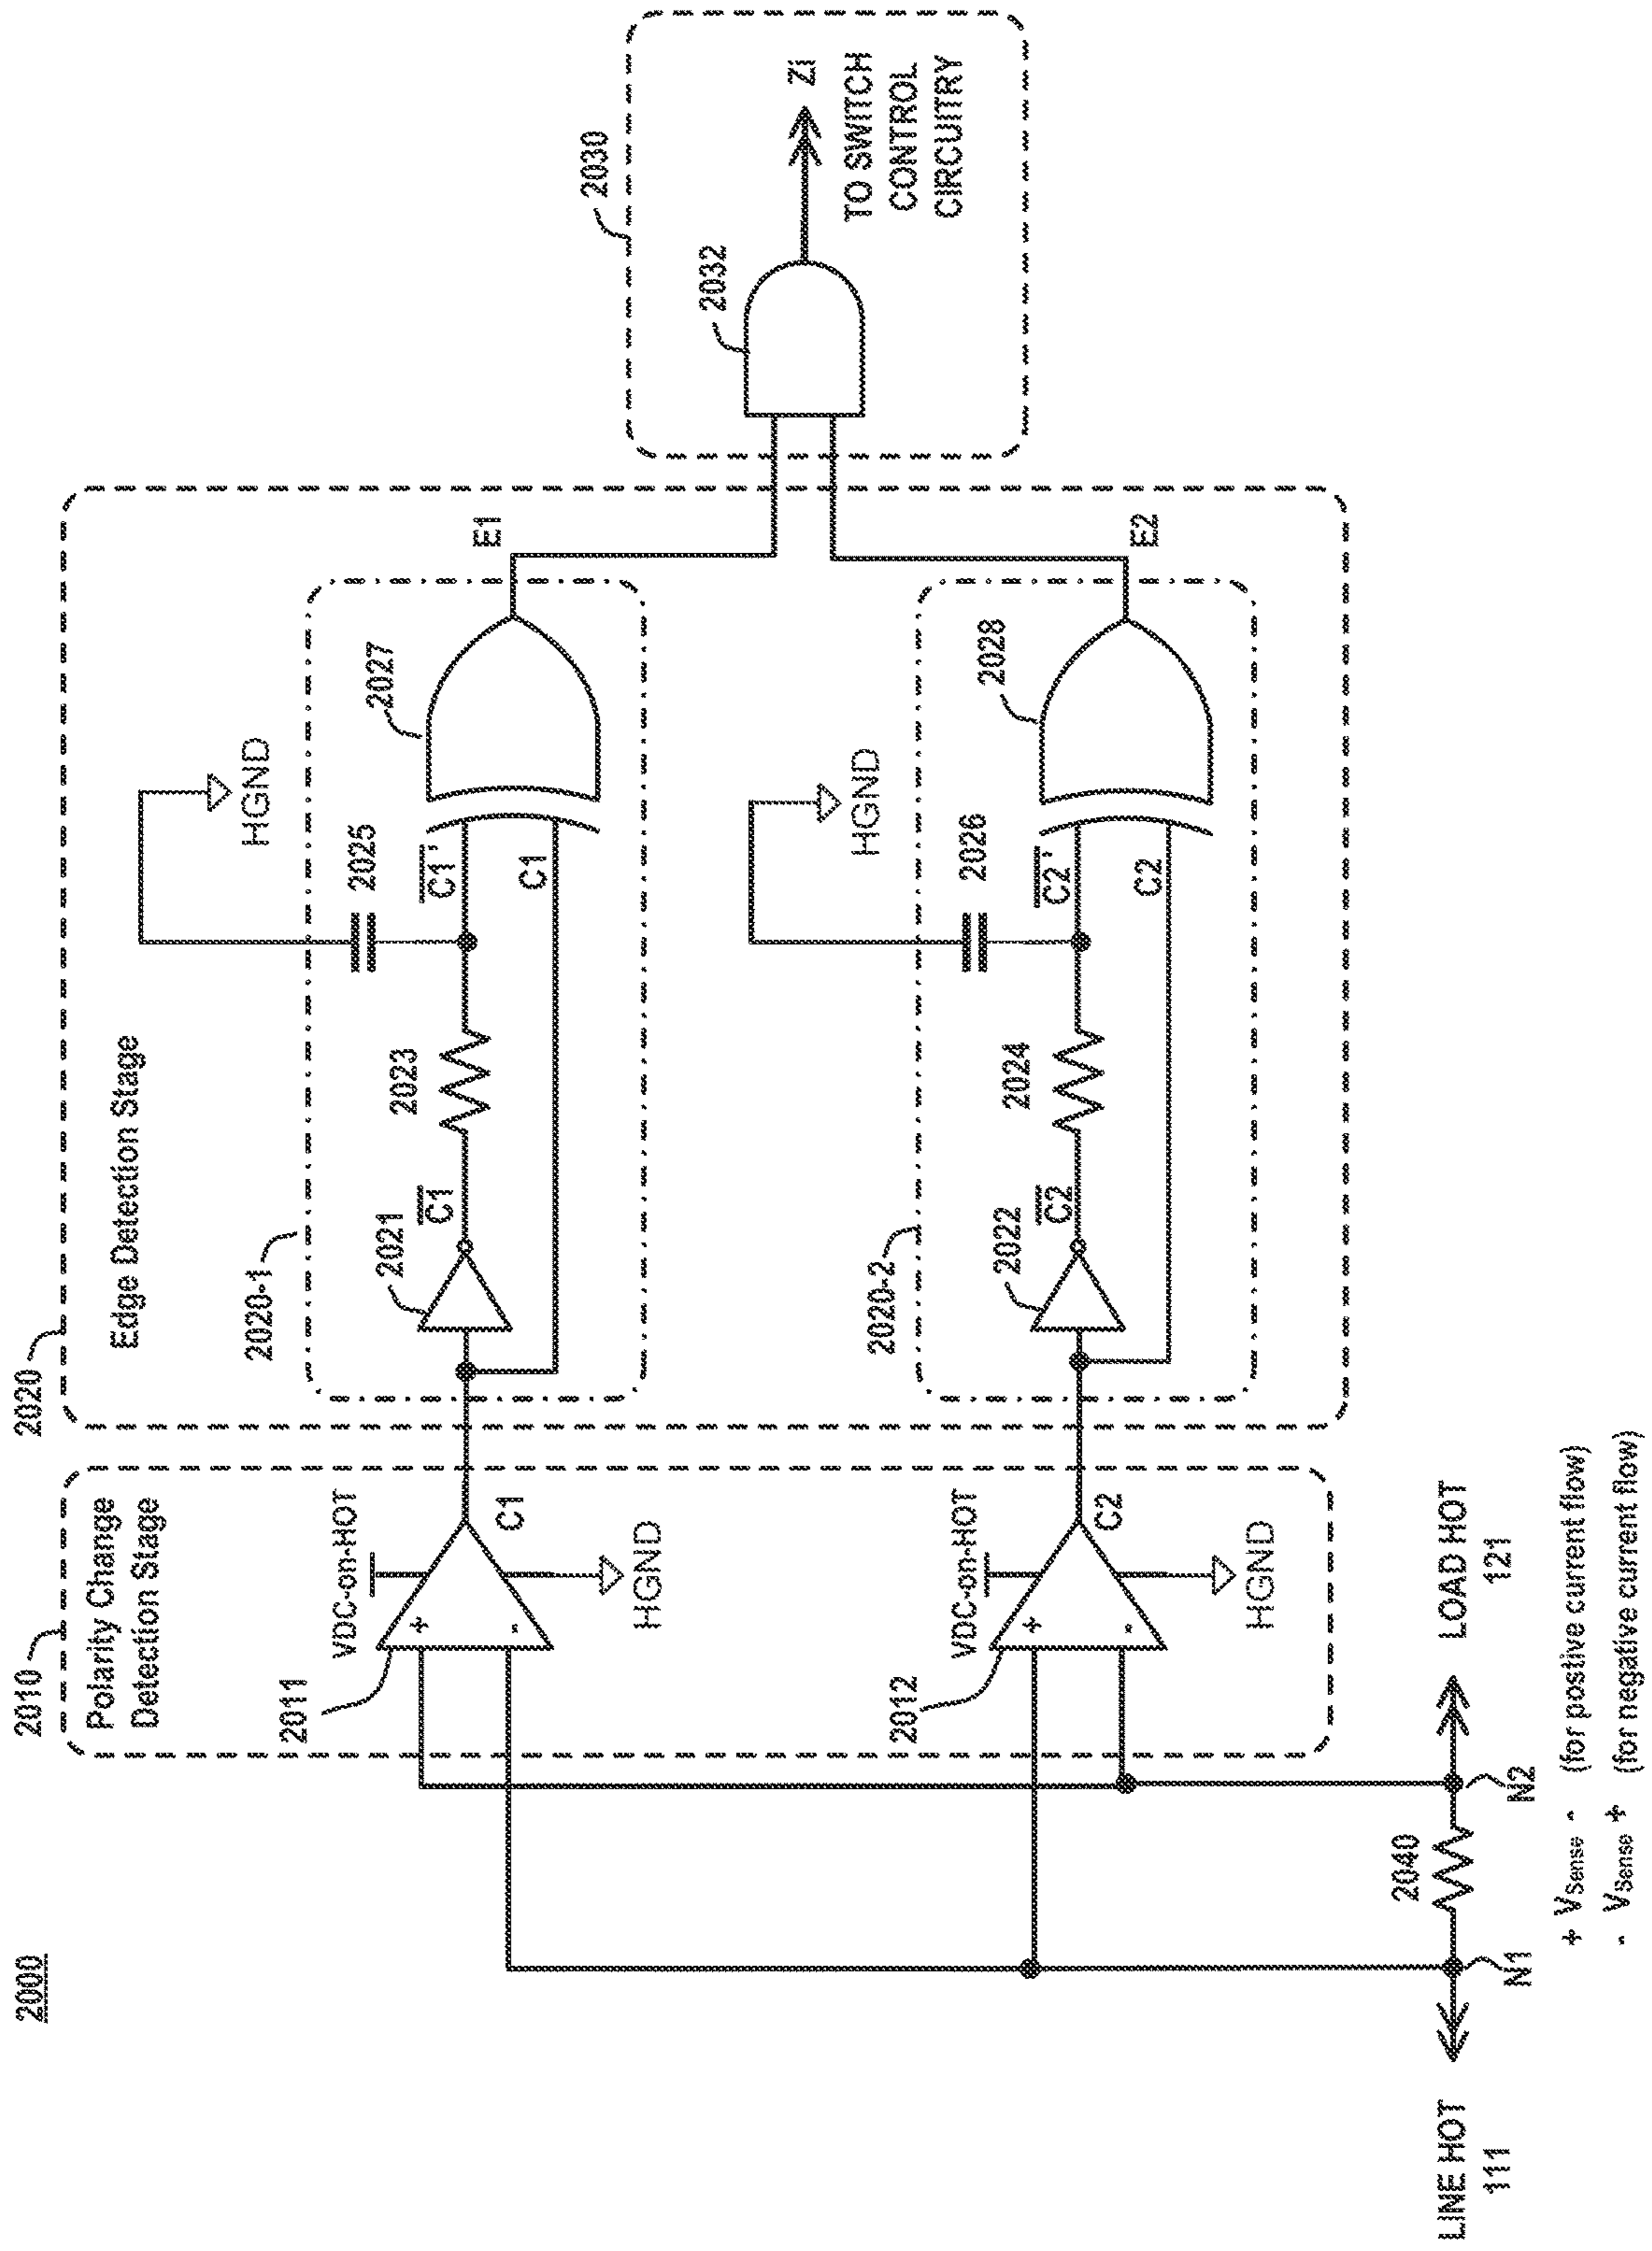 2000
2010
Polarity Change
Detection Stage
VDC-on-HOT
2011
+
-
C1
HGND
VDC-on-HOT
2012
+
-
C2
HGND
2020
Edge Detection Stage
2020-1
2021
C1
2023
2025
HGND
C1'
C1
2027
E1
2020-2
2022
C2
2024
2026
HGND
C2'
C2
2028
E2
2030
2032
Zi
TO SWITCH
CONTROL
CIRCUITRY
LINE HOT
111
N1
2040
N2
LOAD HOT
121
+ VSense - (for postive current flow)
- VSense + (for negative current flow)